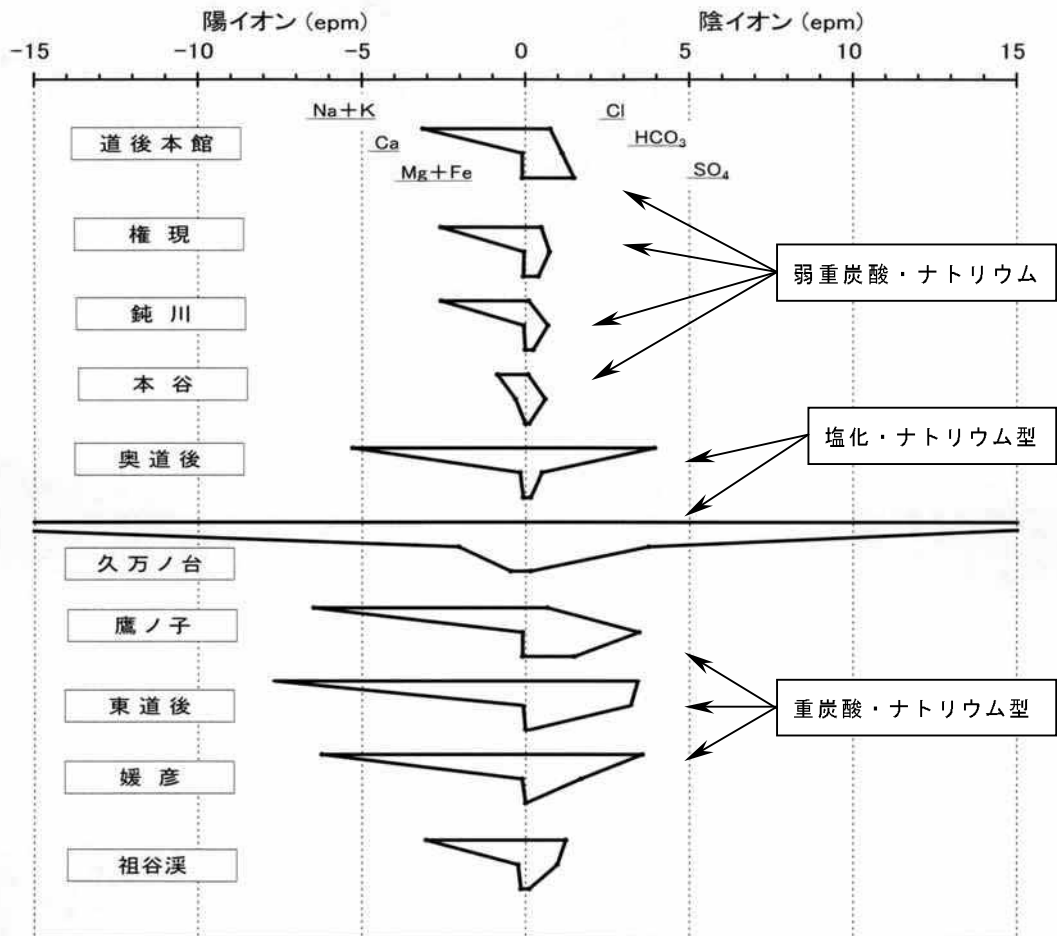 陽イオン (epm) 陰イオン (epm)
-15 -10 -5 0 5 10 15
Na+K Cl
道後本館 Ca HCO₃
Mg+Fe SO₄
権現
弱重炭酸・ナトリウム
鈍川
本谷
塩化・ナトリウム型
奥道後
久万ノ台
鷹ノ子
東道後 重炭酸・ナトリウム型
媛彦
祖谷渓